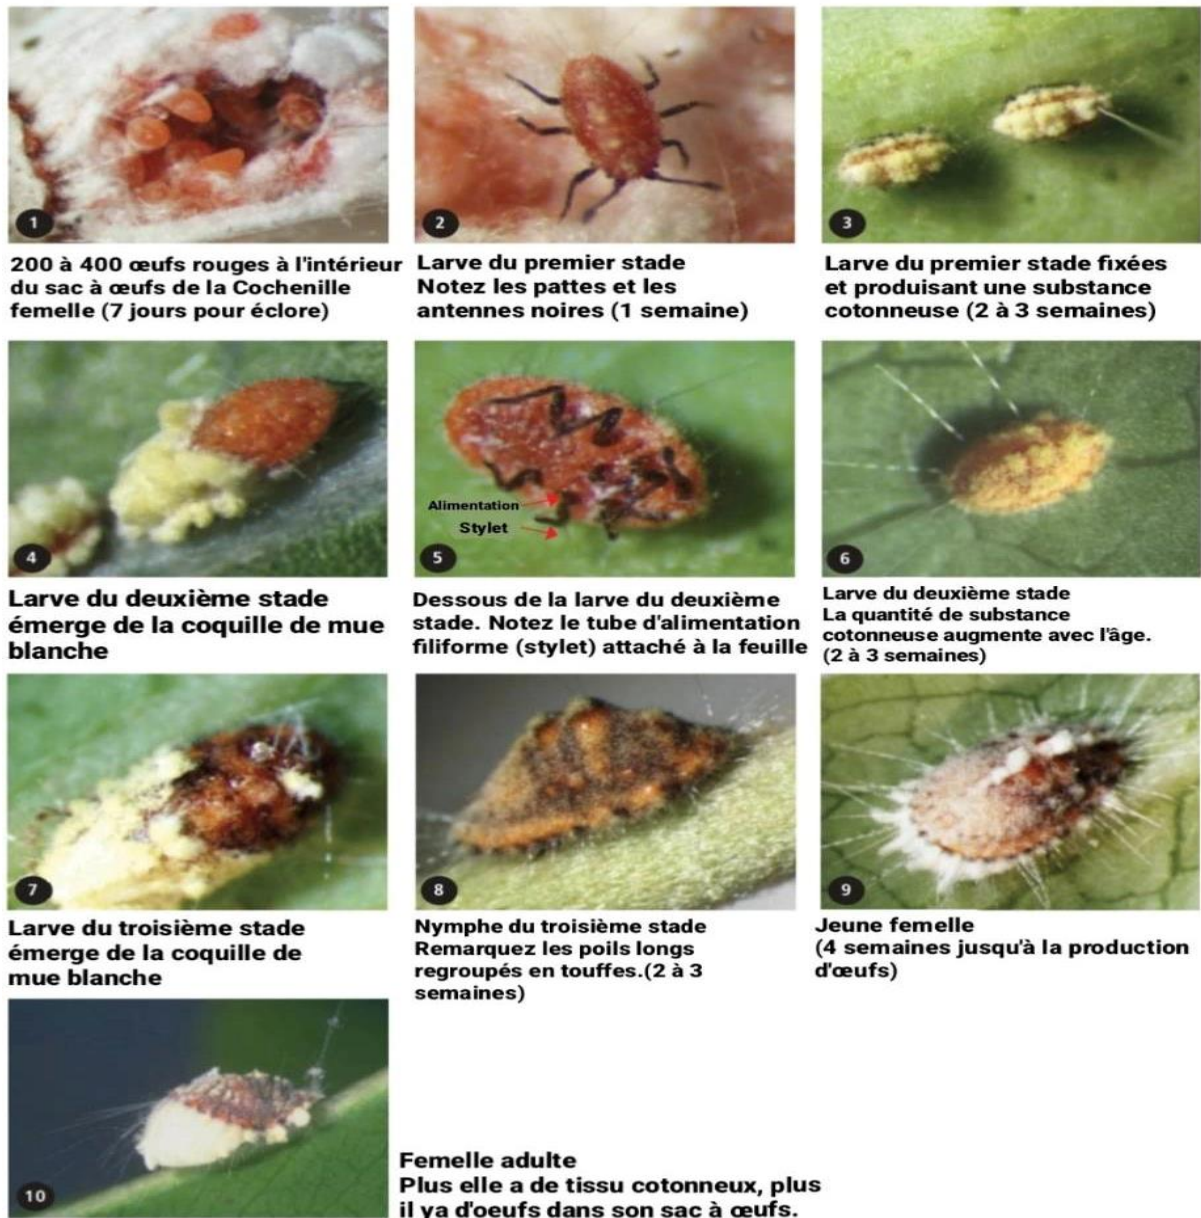 1
200 à 400 œufs rouges à l'intérieur
du sac à œufs de la Cochenille
femelle (7 jours pour éclore)
2
Larve du premier stade
Notez les pattes et les
antennes noires (1 semaine)
3
Larve du premier stade fixées
et produisant une substance
cotonneuse (2 à 3 semaines)
4
Larve du deuxième stade
émerge de la coquille de mue
blanche
Alimentation
Stylet
5
Dessous de la larve du deuxième
stade. Notez le tube d'alimentation
filiforme (stylet) attaché à la feuille
6
Larve du deuxième stade
La quantité de substance
cotonneuse augmente avec l'âge.
(2 à 3 semaines)
7
Larve du troisième stade
émerge de la coquille de
mue blanche
8
Nymphe du troisième stade
Remarquez les poils longs
regroupés en touffes.(2 à 3
semaines)
9
Jeune femelle
(4 semaines jusqu'à la production
d'œufs)
10
Femelle adulte
Plus elle a de tissu cotonneux, plus
il ya d'oeufs dans son sac à œufs.